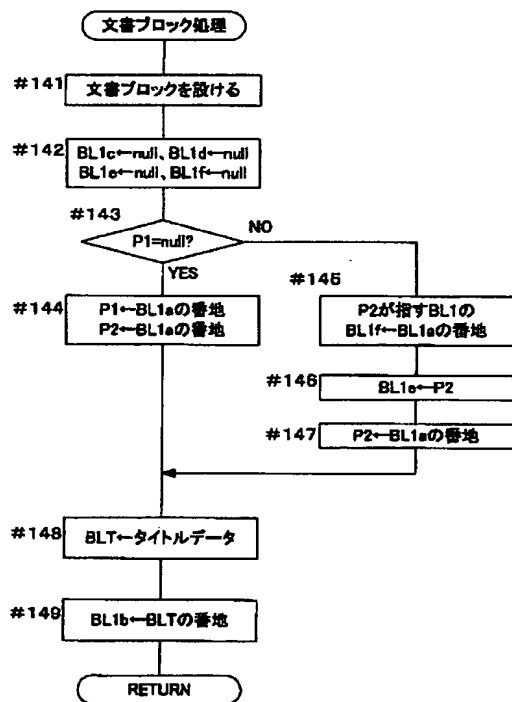 文書ブロック処理
#141
文書ブロックを設ける
#142
BL1c←null、BL1d←null
BL1e←null、BL1f←null
#143
P1=null?
NO
YES
#144
P1←BL1aの番地
P2←BL1aの番地
#145
P2が指すBL1の
BL1f←BL1aの番地
#146
BL1e←P2
#147
P2←BL1aの番地
#148
BLT←タイトルデータ
#149
BL1b←BLTの番地
RETURN